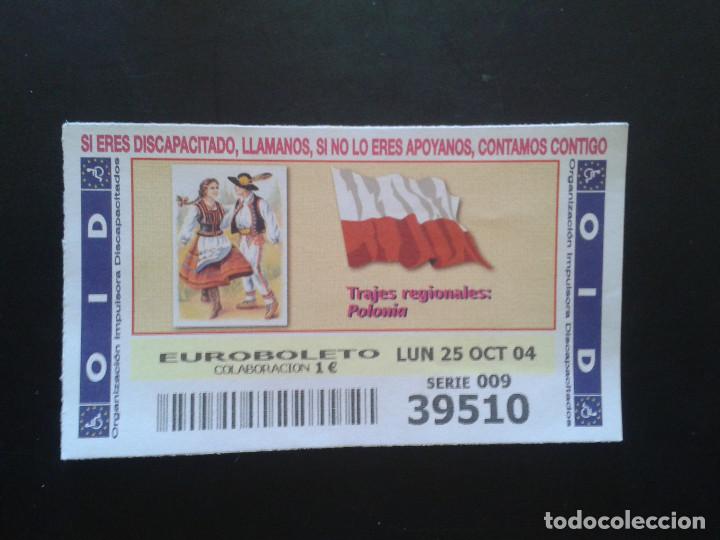 SI ERES DISCAPACITADO, LLAMANOS, SI NO LO ERES APOYANOS, CONTAMOS CONTIGO
OID
Organización Impulsora Discapacitados
Trajes regionales:
Polonia
Organización Impulsora Discapacitados
OID
EUROBOLETO
COLABORACION 1 €
LUN 25 OCT 04
SERIE 009
39510
todocoleccion